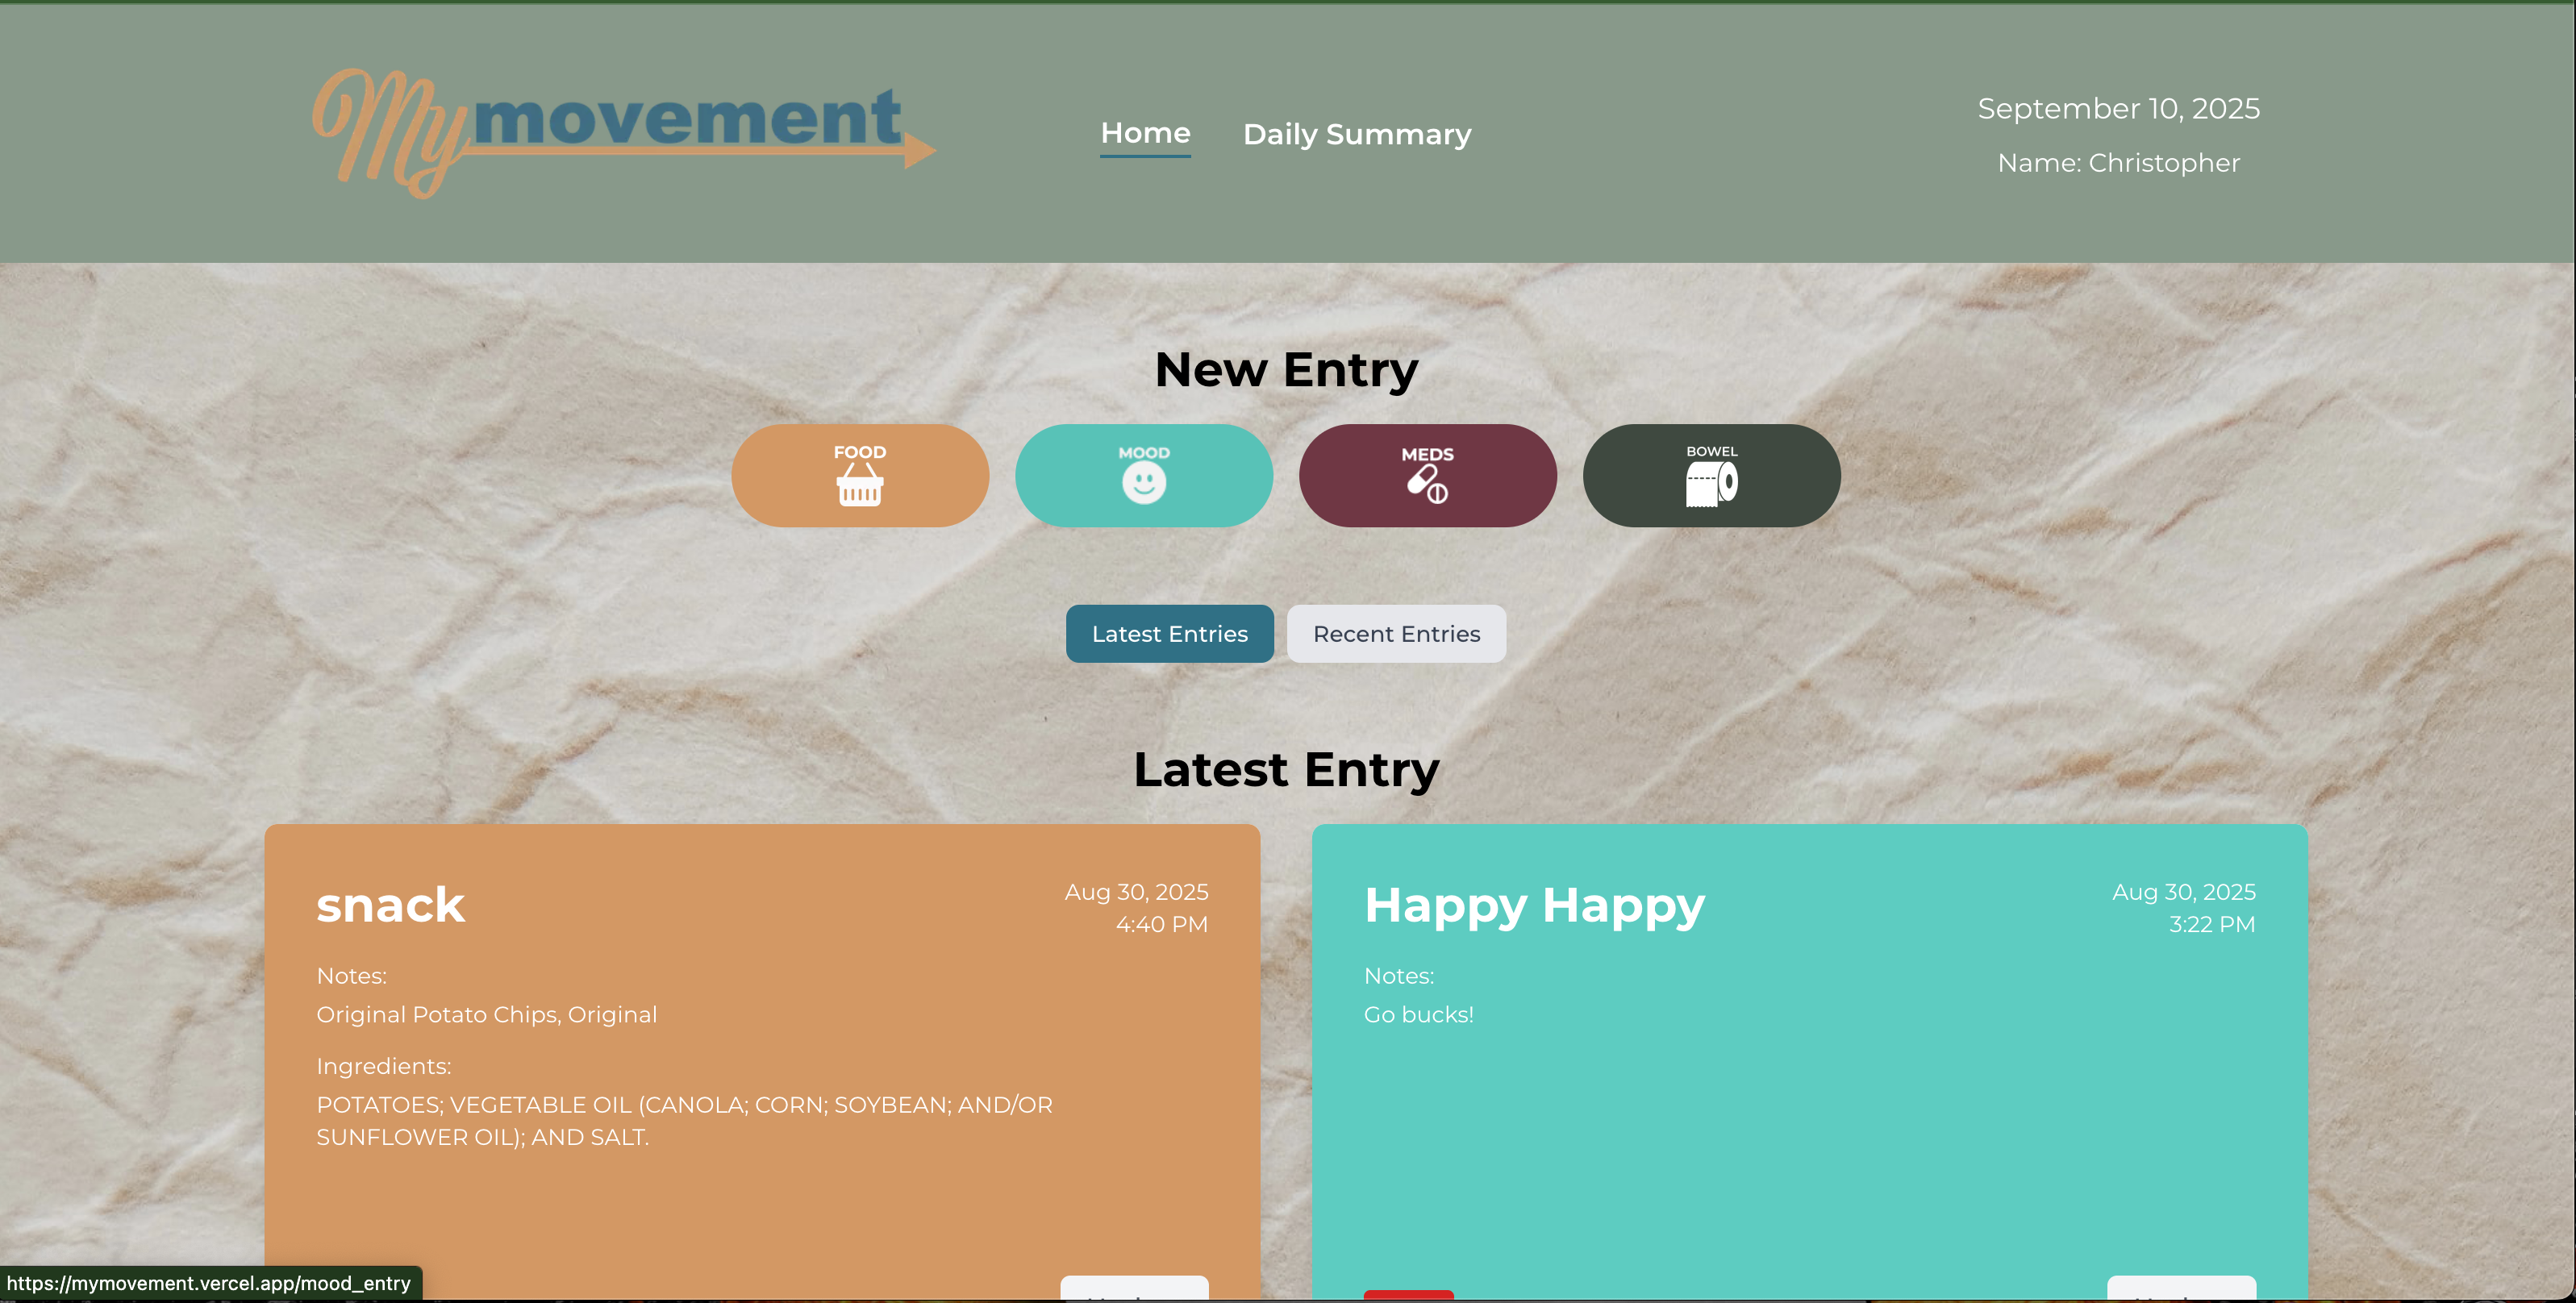 My movement
Home
Daily Summary
September 10, 2025
Name: Christopher
New Entry
FOOD
MOOD
MEDS
BOWEL
Latest Entries
Recent Entries
Latest Entry
snack
Aug 30, 2025
4:40 PM
Notes:
Original Potato Chips, Original
Ingredients:
POTATOES; VEGETABLE OIL (CANOLA; CORN; SOYBEAN; AND/OR
SUNFLOWER OIL); AND SALT.
Happy Happy
Aug 30, 2025
3:22 PM
Notes:
Go bucks!
https://mymovement.vercel.app/mood_entry